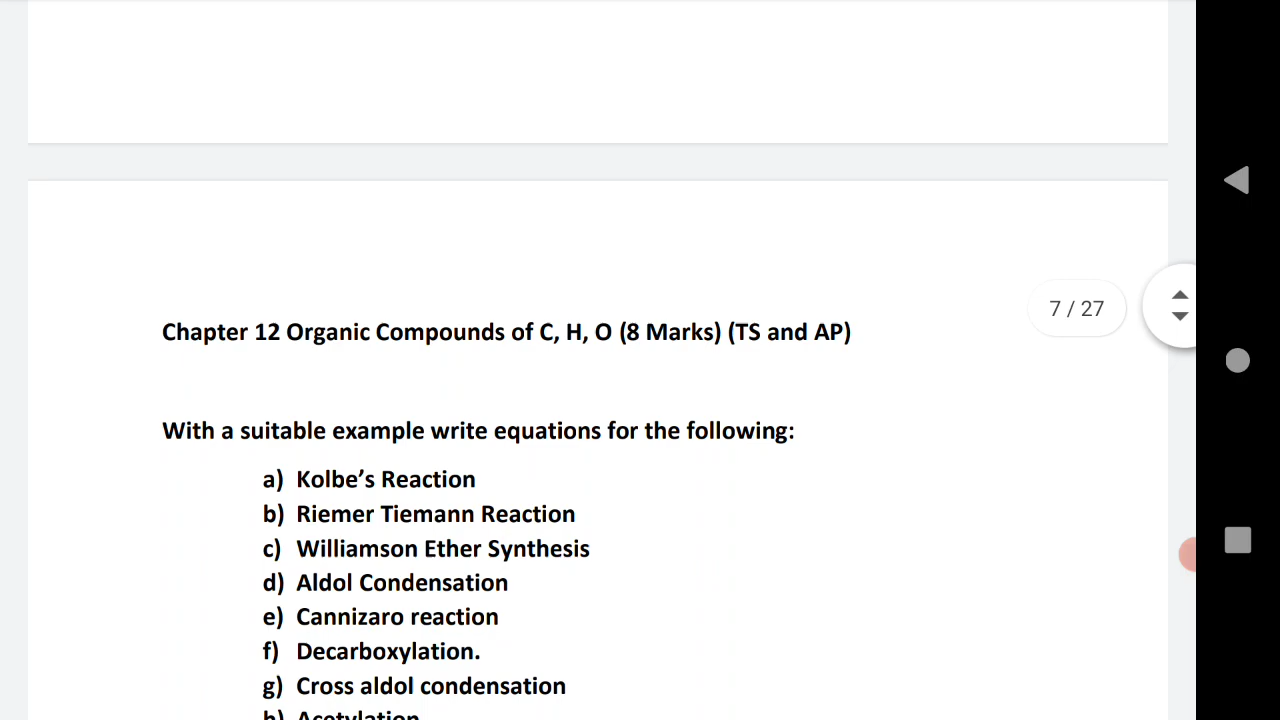 7 / 27
Chapter 12 Organic Compounds of C, H, O (8 Marks) (TS and AP)
With a suitable example write equations for the following:
a) Kolbe’s Reaction
b) Riemer Tiemann Reaction
c) Williamson Ether Synthesis
d) Aldol Condensation
e) Cannizaro reaction
f) Decarboxylation.
g) Cross aldol condensation
h) Acetylation